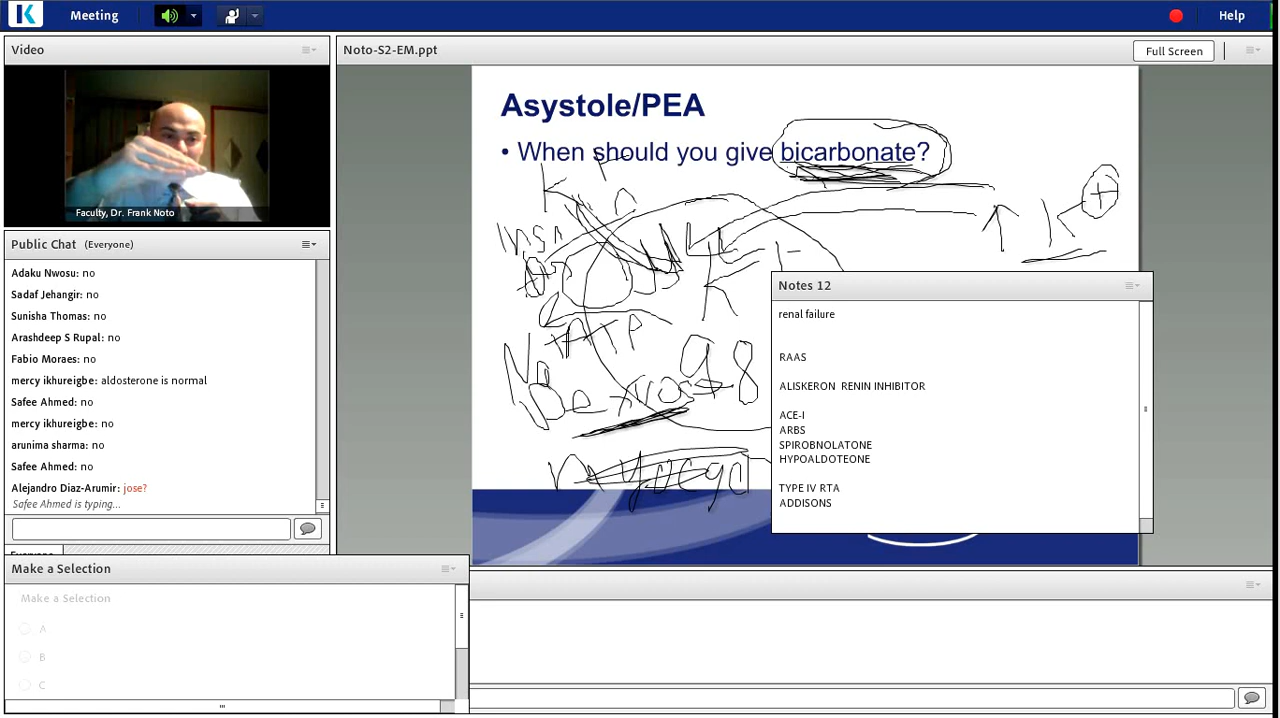 K
Meeting
Help
Video
Faculty, Dr. Frank Noto
Public Chat (Everyone)
Adaku Nwosu: no
Sadaf Jehangir: no
Sunisha Thomas: no
Arashdeep S Rupal: no
Fabio Moraes: no
mercy ikhureigbe: aldosterone is normal
Safee Ahmed: no
mercy ikhureigbe: no
arunima sharma: no
Safee Ahmed: no
Alejandro Diaz-Arumir: jose?
Safee Ahmed is typing...
Make a Selection
Make a Selection
A
B
C
Noto-S2-EM.ppt
Full Screen
Asystole/PEA
• When should you give bicarbonate?
↑ K +
K
ATP
Notes 12
renal failure
RAAS
ALISKERON RENIN INHIBITOR
ACE-I
ARBS
SPIROBNOLATONE
HYPOALDOTEONE
TYPE IV RTA
ADDISONS